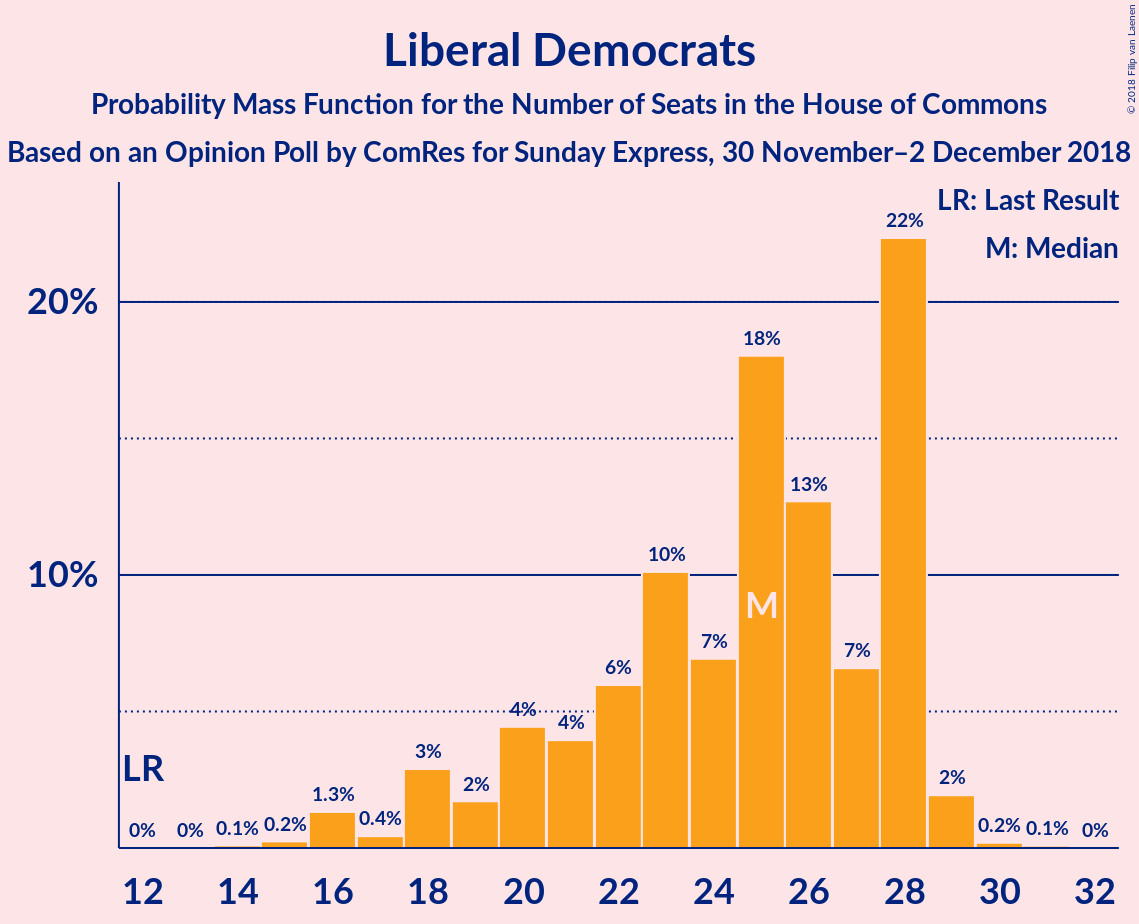 Liberal Democrats
Probability Mass Function for the Number of Seats in the House of Commons
Based on an Opinion Poll by ComRes for Sunday Express, 30 November–2 December 2018
© 2018 Filip van Laenen
LR: Last Result
M: Median
20%
10%
LR
M
0%
0%
0.1%
0.2%
1.3%
0.4%
3%
2%
4%
4%
6%
10%
7%
18%
13%
7%
22%
2%
0.2%
0.1%
0%
12 14 16 18 20 22 24 26 28 30 32